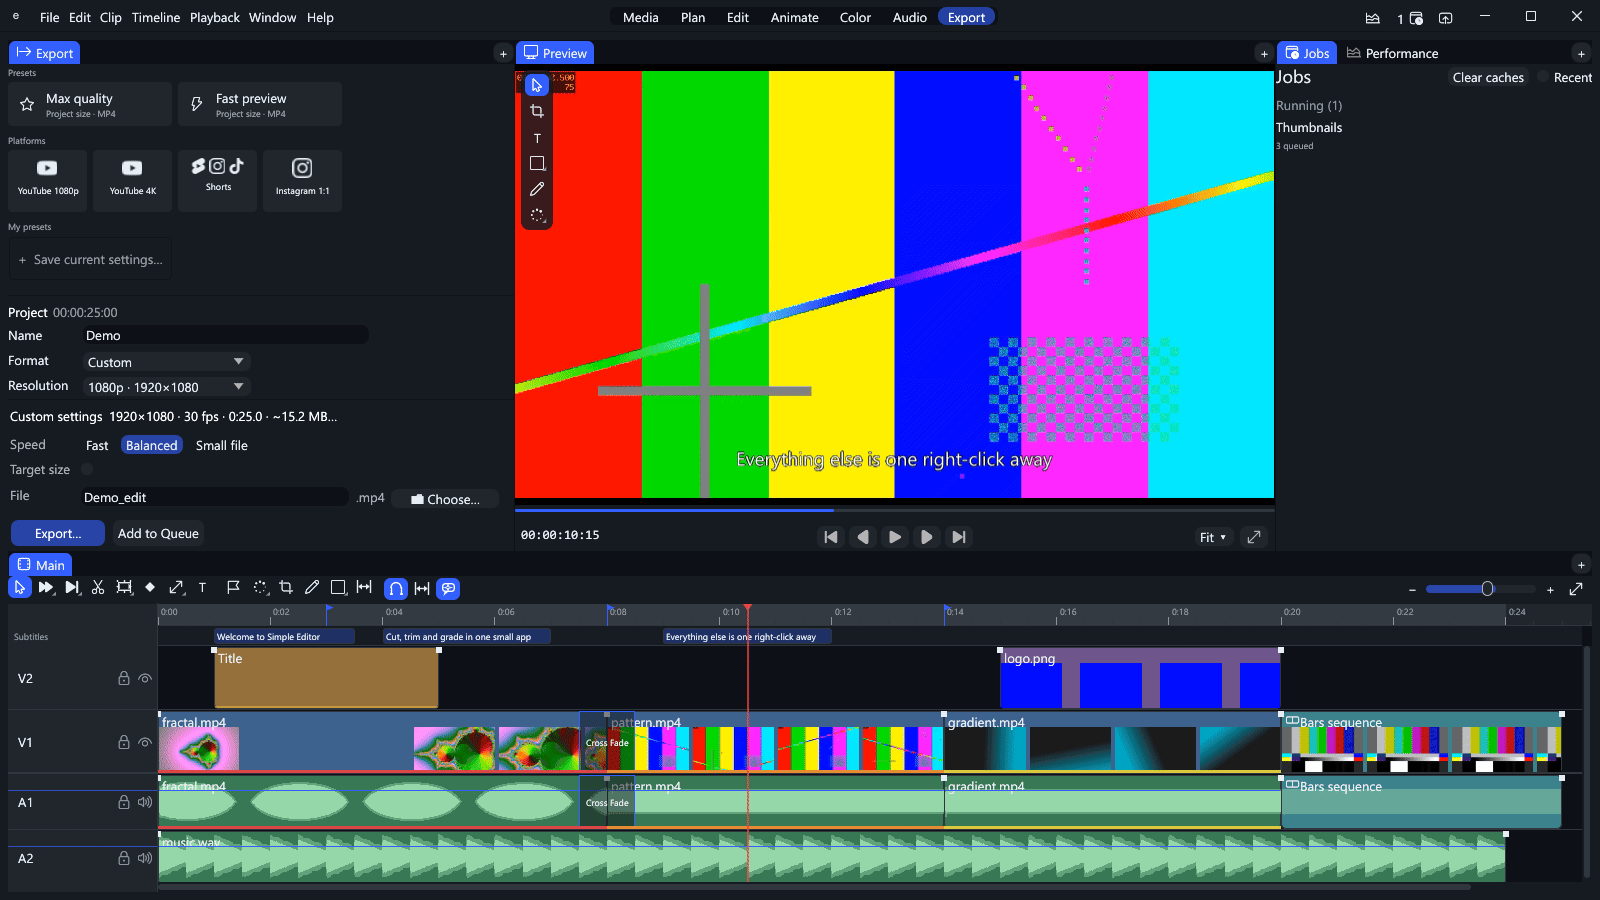 e File Edit Clip Timeline Playback Window Help
Media Plan Edit Animate Color Audio Export
1
Export
Preview
Jobs
Performance
Presets
Max quality
Project size · MP4
Fast preview
Project size · MP4
Platforms
YouTube 1080p
YouTube 4K
Shorts
Instagram 1:1
My presets
+ Save current settings...
Project 00:00:25:00
Name Demo
Format Custom
Resolution 1080p · 1920×1080
Custom settings 1920×1080 · 30 fps · 0:25.0 · ~15.2 MB...
Speed Fast Balanced Small file
Target size
File Demo_edit .mp4 Choose...
Export... Add to Queue
.500
75
T
Everything else is one right-click away
00:00:10:15
Fit
Jobs
Clear caches
Recent
Running (1)
Thumbnails
3 queued
Main
T
0:00 0:02 0:04 0:06 0:08 0:10 0:12 0:14 0:16 0:18 0:20 0:22 0:24
Subtitles
Welcome to Simple Editor
Cut, trim and grade in one small app
Everything else is one right-click away
V2
Title
logo.png
V1
fractal.mp4
Cross Fade
pattern.mp4
gradient.mp4
Bars sequence
A1
fractal.mp4
Cross Fade
pattern.mp4
gradient.mp4
Bars sequence
A2
music.wav